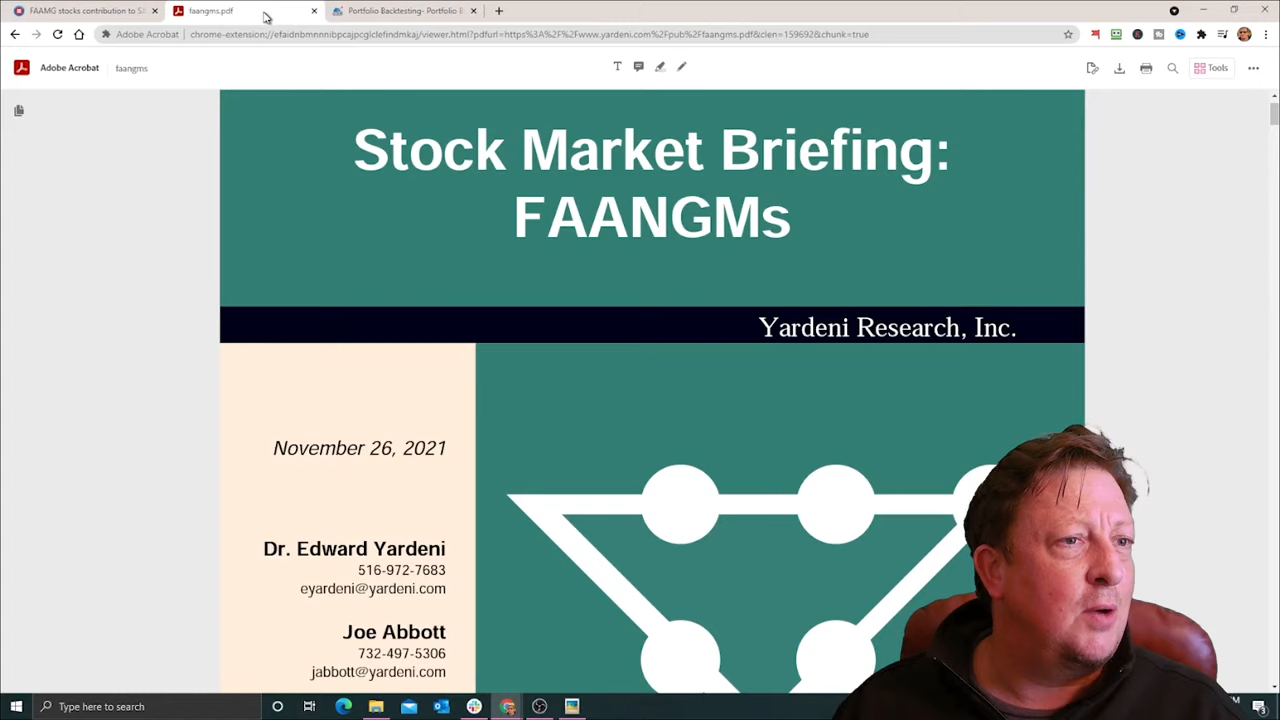 FAAMG stocks contribution to S
faangms.pdf
Portfolio Backtesting- Portfolio B
Adobe Acrobat
chrome-extension://efaidnbmnnnibpcajpcglclefindmkaj/viewer.html?pdfurl=https%3A%2F%2Fwww.yardeni.com%2Fpub%2Ffaangms.pdf&clen=159692&chunk=true
Adobe Acrobat
faangms
Tools
Stock Market Briefing:
FAANGMs
Yardeni Research, Inc.
November 26, 2021
Dr. Edward Yardeni
516-972-7683
eyardeni@yardeni.com
Joe Abbott
732-497-5306
jabbott@yardeni.com
Type here to search